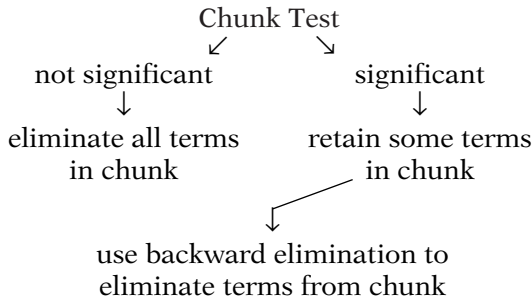 Chunk Test
not significant
significant
eliminate all terms
in chunk
retain some terms
in chunk
use backward elimination to
eliminate terms from chunk